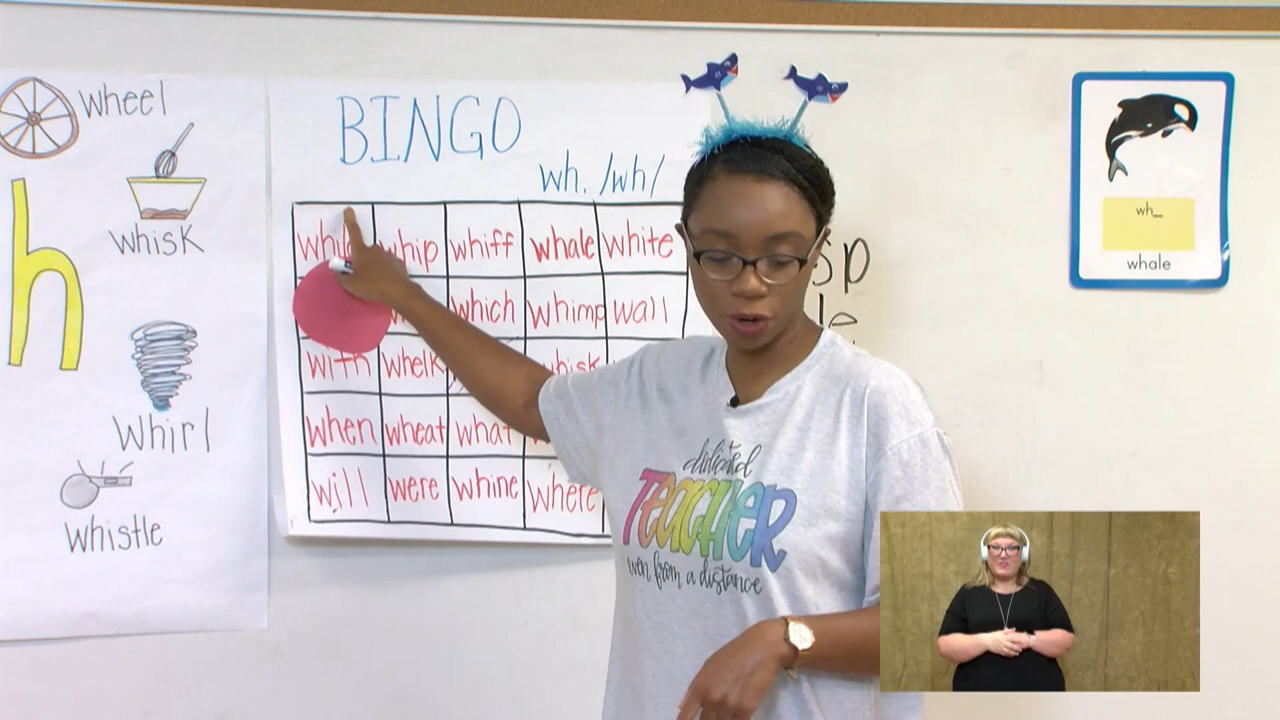 wheel
whisk
h
whirl
whistle
BINGO
wh. /wh/
whip whiff whale white
which whimp wall
with whelk whisk
when wheat what
will were whine where
dedicated
TEACHER
even from a distance
wh_
whale